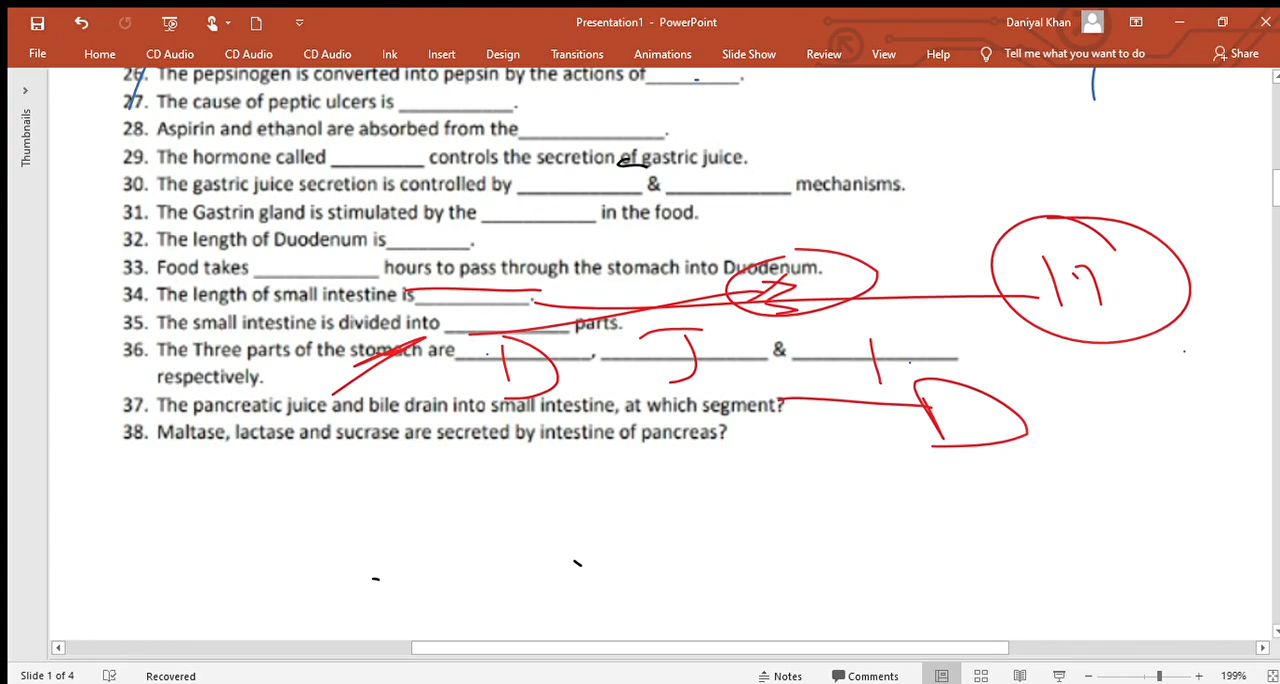 Presentation1 - PowerPoint
Daniyal Khan
File Home CD Audio CD Audio CD Audio Ink Insert Design Transitions Animations Slide Show Review View Help Tell me what you want to do Share
Thumbnails
26. The pepsinogen is converted into pepsin by the actions of_________.
27. The cause of peptic ulcers is ___________.
28. Aspirin and ethanol are absorbed from the______________.
29. The hormone called _________ controls the secretion of gastric juice.
30. The gastric juice secretion is controlled by ____________ & ____________ mechanisms.
31. The Gastrin gland is stimulated by the ___________ in the food.
32. The length of Duodenum is________.
33. Food takes ____________ hours to pass through the stomach into Duodenum.
34. The length of small intestine is___________.
17
35. The small intestine is divided into ____________ parts.
36. The Three parts of the stomach are_____________, ________________ & ________________
D J I
respectively.
37. The pancreatic juice and bile drain into small intestine, at which segment?
D
38. Maltase, lactase and sucrase are secreted by intestine of pancreas?
Slide 1 of 4 Recovered Notes Comments 199%